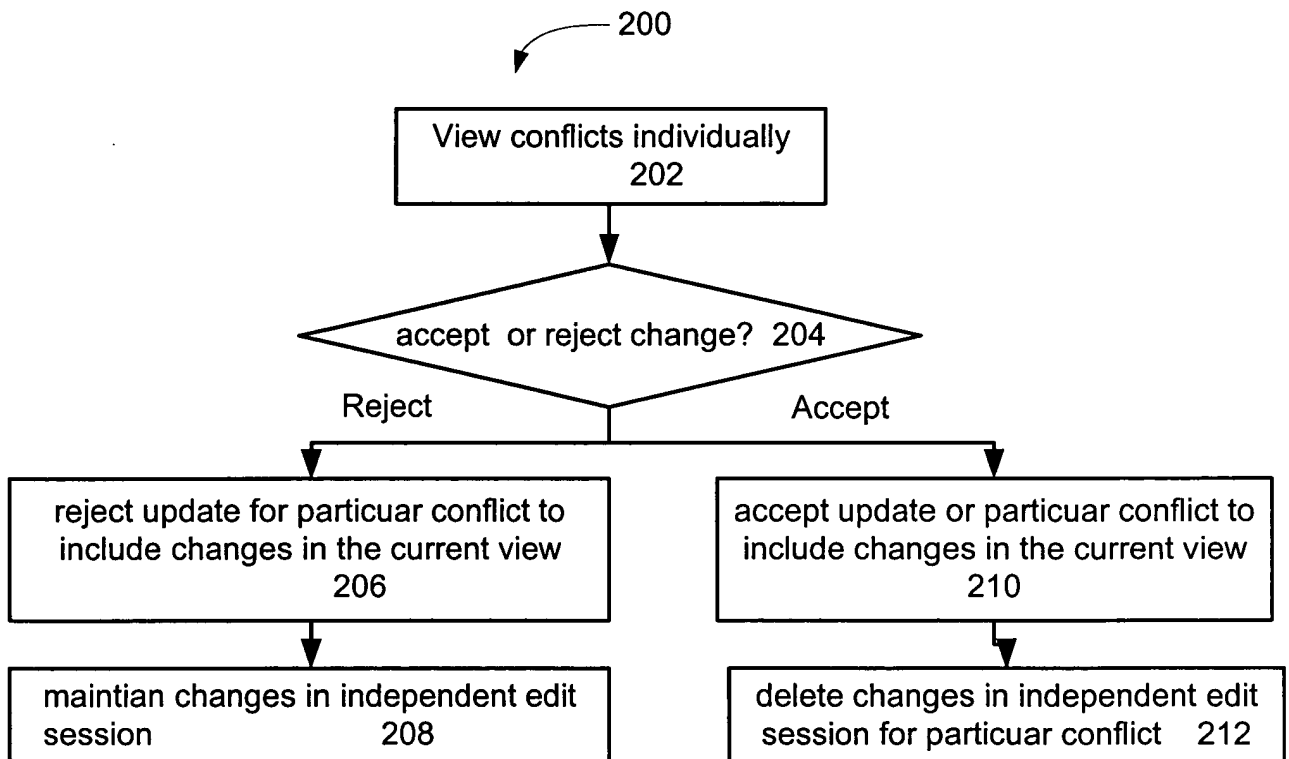 200
View conflicts individually
202
accept or reject change? 204
Reject
Accept
reject update for particuar conflict to
include changes in the current view
206
accept update or particuar conflict to
include changes in the current view
210
maintian changes in independent edit
session 208
delete changes in independent edit
session for particuar conflict 212